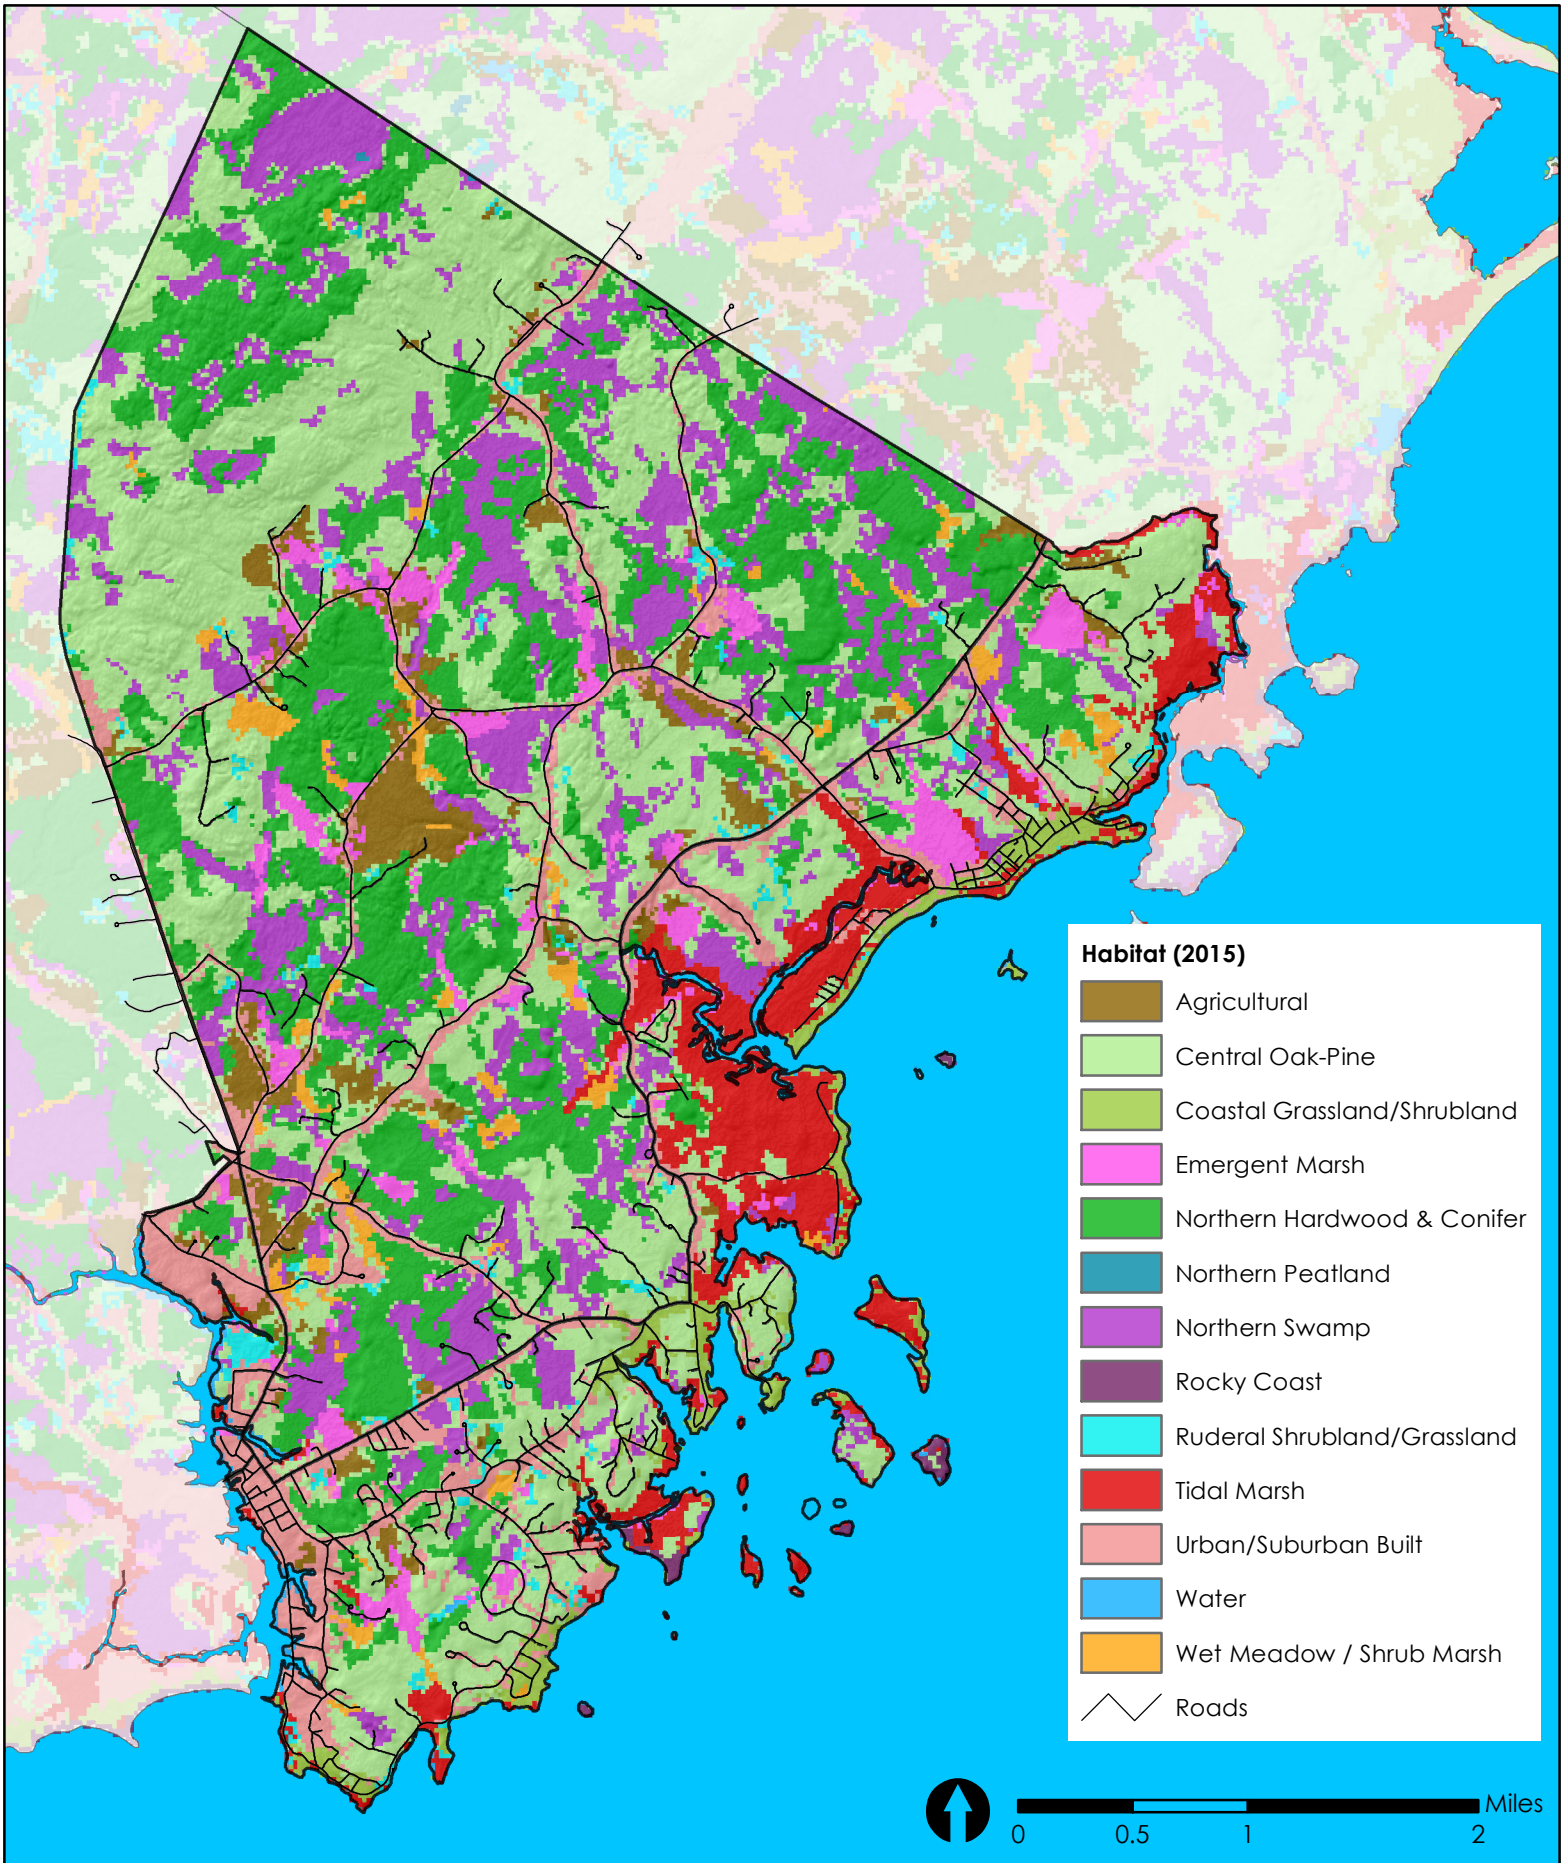 Habitat (2015)
Agricultural
Central Oak-Pine
Coastal Grassland/Shrubland
Emergent Marsh
Northern Hardwood & Conifer
Northern Peatland
Northern Swamp
Rocky Coast
Ruderal Shrubland/Grassland
Tidal Marsh
Urban/Suburban Built
Water
Wet Meadow / Shrub Marsh
Roads
Miles
0 0.5 1 2